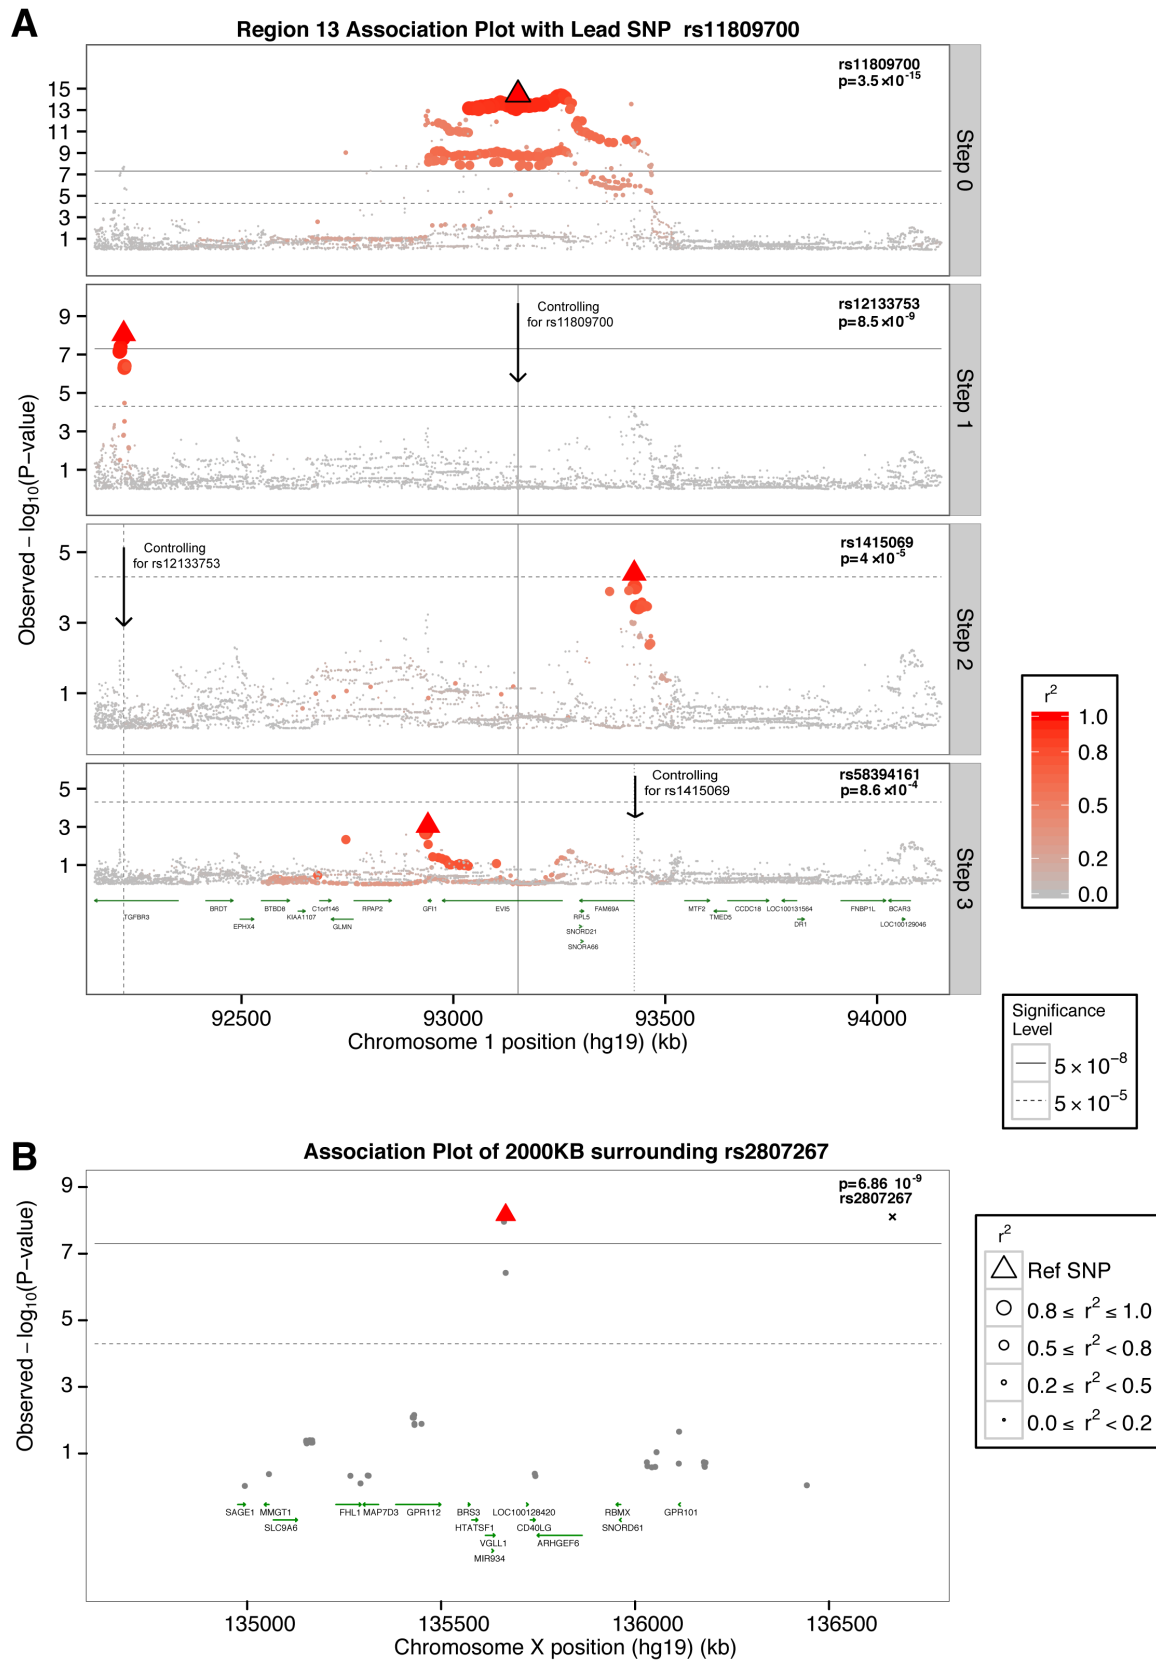 A
Region 13 Association Plot with Lead SNP rs11809700
Observed − log10(P−value)
15
13
11
9
7
5
3
1
rs11809700
p=3.5×10-15
Step 0
9
7
5
3
1
Controlling
for rs11809700
rs12133753
p=8.5×10-9
Step 1
5
3
1
Controlling
for rs12133753
rs1415069
p=4 ×10-5
Step 2
5
3
1
Controlling
for rs1415069
rs58394161
p=8.6 ×10-4
Step 3
TGFBR3
BRDT
EPHX4
BTBD8
KIAA1107
C1orf146
GLMN
RPAP2
GFI1
EVI5
RPL5
SNORD21
SNORA66
FAM69A
MTF2
TMED5
CCDC18
LOC100131564
DR1
FNBP1L
BCAR3
LOC100129046
92500
93000
93500
94000
Chromosome 1 position (hg19) (kb)
r2
1.0
0.8
0.5
0.2
0.0
Significance
Level
5 × 10−8
5 × 10−5
B
Association Plot of 2000KB surrounding rs2807267
Observed − log10(P−value)
9
7
5
3
1
p=6.86 10-9
rs2807267
×
SAGE1
MMGT1
SLC9A6
FHL1
MAP7D3
GPR112
BRS3
HTATSF1
VGLL1
MIR934
LOC100128420
CD40LG
ARHGEF6
RBMX
SNORD61
GPR101
135000
135500
136000
136500
Chromosome X position (hg19) (kb)
r2
Ref SNP
0.8 ≤ r2 ≤ 1.0
0.5 ≤ r2 < 0.8
0.2 ≤ r2 < 0.5
0.0 ≤ r2 < 0.2